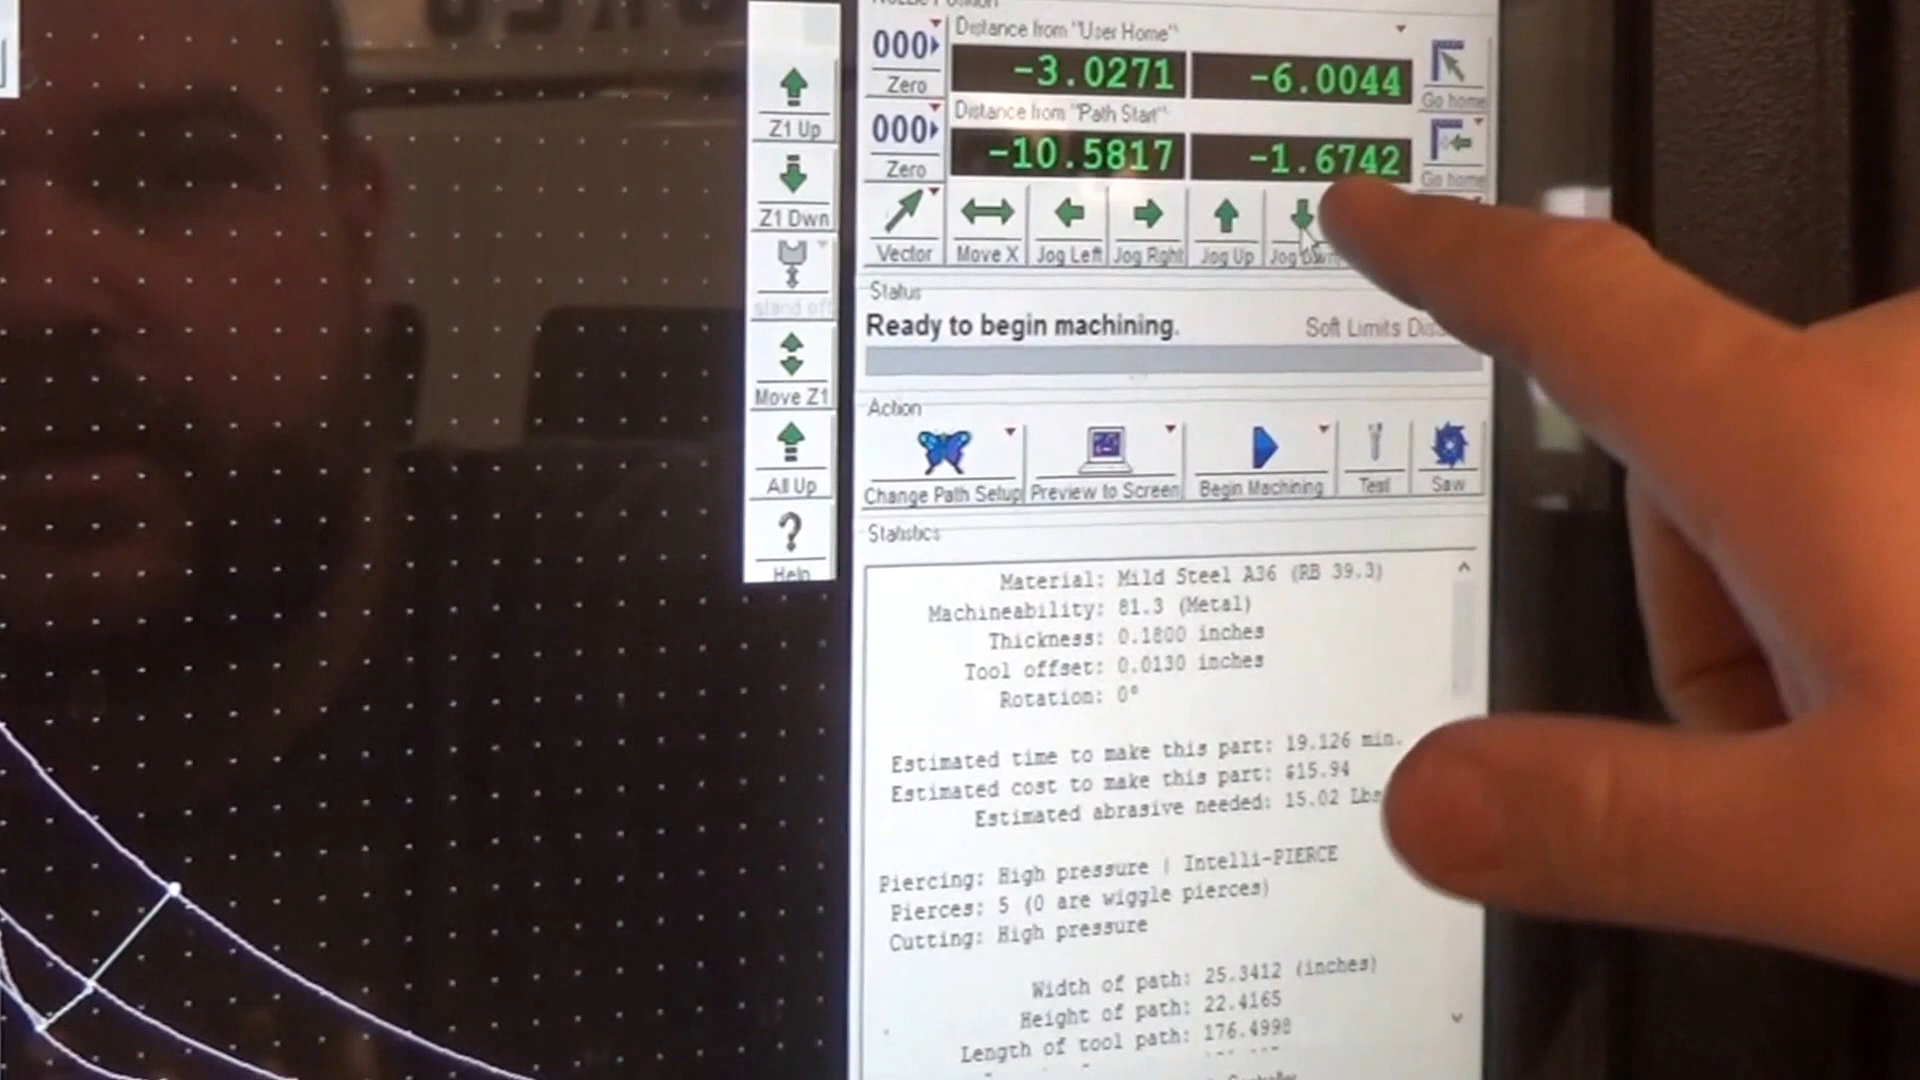 Distance from "User Home"
000
Zero
-3.0271
-6.0044
Go home
Distance from "Path Start"
000
Zero
-10.5817
-1.6742
Go home
Z1 Up
Z1 Dwn
stand off
Move Z1
All Up
?
Help
Vector
Move X
Jog Left
Jog Rght
Jog Up
Jog Dwn
Status
Ready to begin machining.
Soft Limits
Action
Change Path Setup
Preview to Screen
Begin Machining
Test
Saw
Statistics
Material: Mild Steel A36 (RB 39.3)
Machineability: 81.3 (Metal)
Thickness: 0.1800 inches
Tool offset: 0.0130 inches
Rotation: 0°
Estimated time to make this part: 19.126 min.
Estimated cost to make this part: $15.94
Estimated abrasive needed: 15.02 Lbs
Piercing: High pressure | Intelli-PIERCE
Pierces: 5 (0 are wiggle pierces)
Cutting: High pressure
Width of path: 25.3412 (inches)
Height of path: 22.4165
Length of tool path: 176.4998